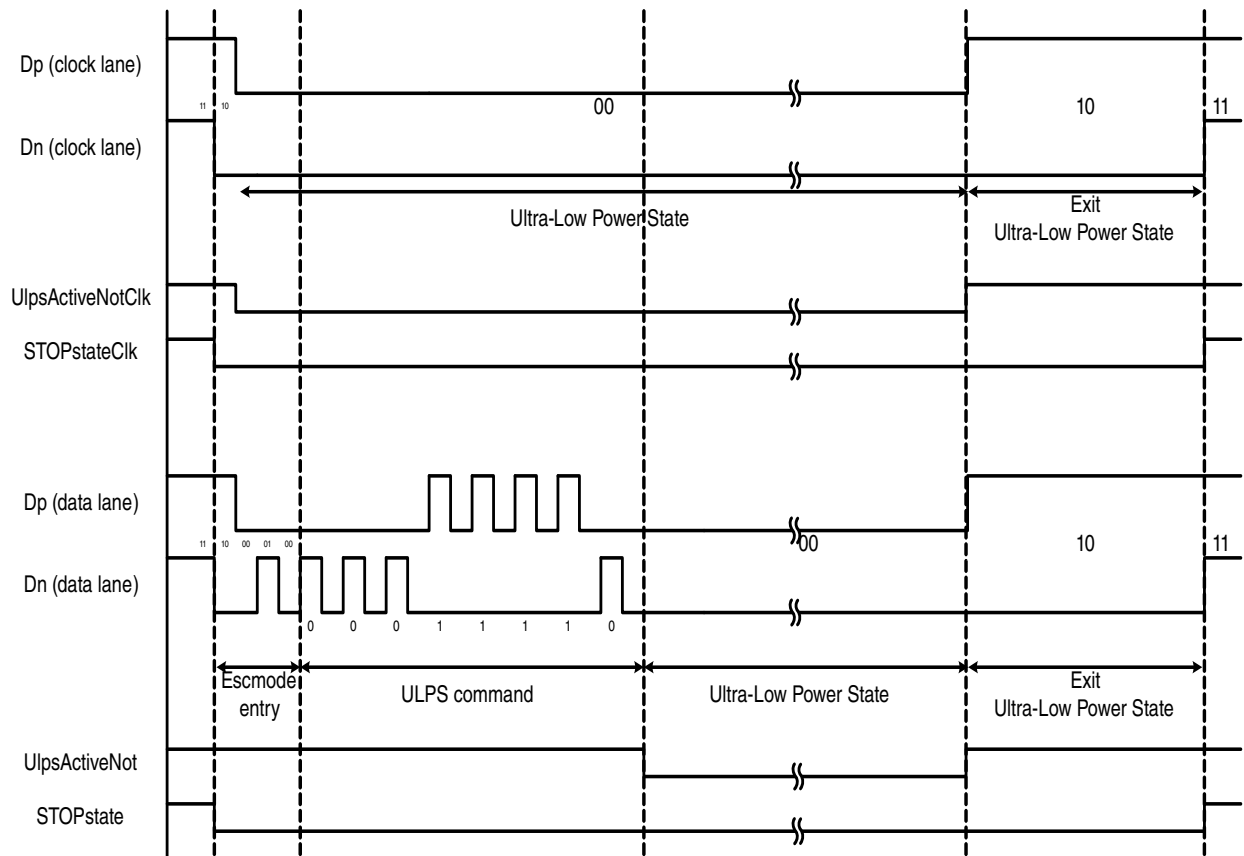 Dp (clock lane)
11 10 00 10 11
Dn (clock lane)
Ultra-Low Power State
Exit
Ultra-Low Power State
UlpsActiveNotClk
STOPstateClk
Dp (data lane)
11 10 00 01 00 00 10 11
Dn (data lane)
0 0 0 1 1 1 1 0
Escmode
entry
ULPS command
Ultra-Low Power State
Exit
Ultra-Low Power State
UlpsActiveNot
STOPstate